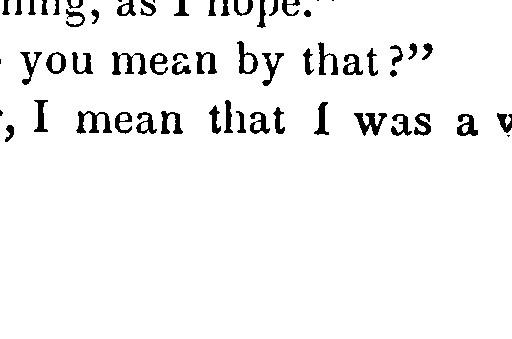 as I hope."
you mean by that?"
, I mean that I was a